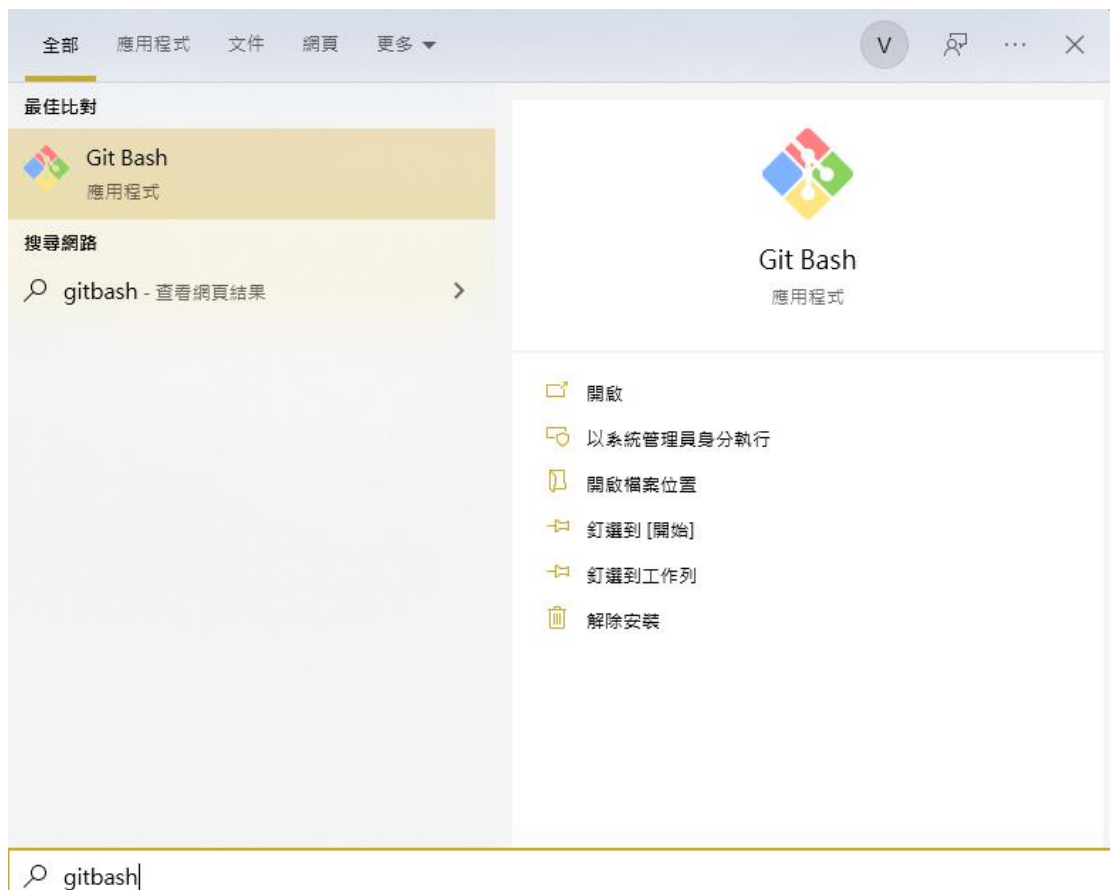 全部 應用程式 文件 網頁 更多 V ...
最佳比對
Git Bash
應用程式
搜尋網路
gitbash - 查看網頁結果
Git Bash
應用程式
開啟
以系統管理員身分執行
開啟檔案位置
釘選到 [開始]
釘選到工作列
解除安裝
gitbash